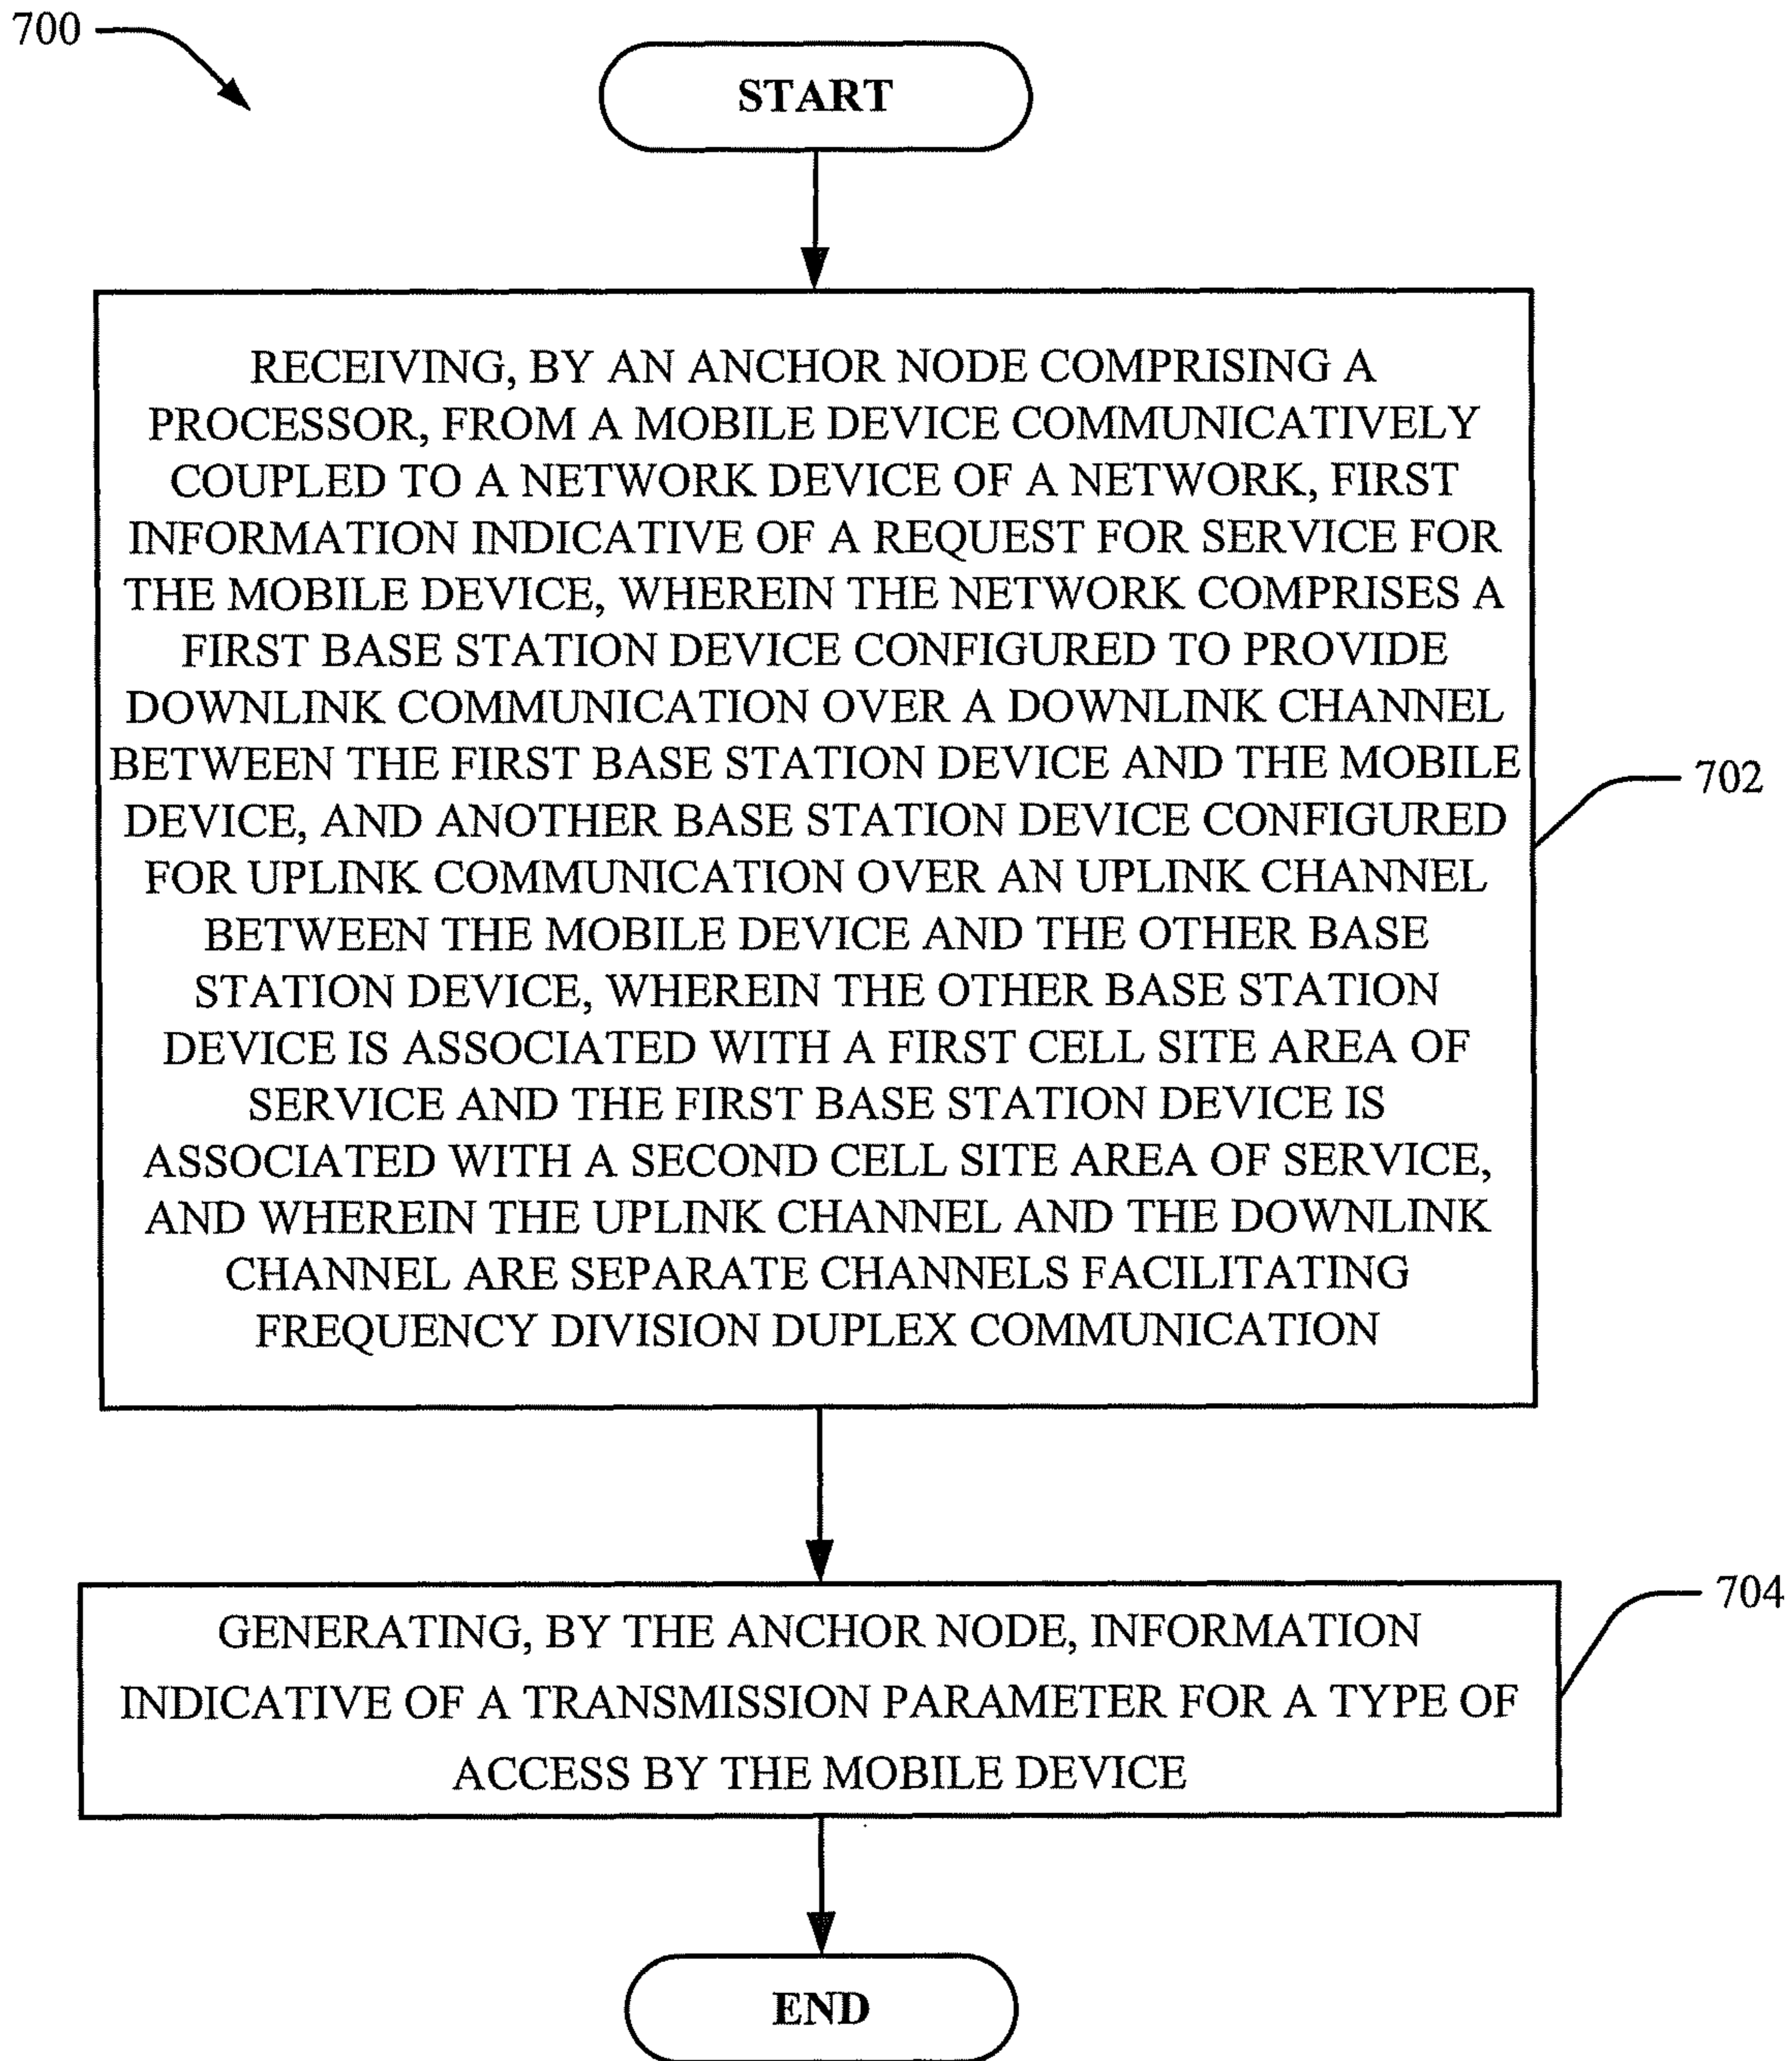 700
START
RECEIVING, BY AN ANCHOR NODE COMPRISING A
PROCESSOR, FROM A MOBILE DEVICE COMMUNICATIVELY
COUPLED TO A NETWORK DEVICE OF A NETWORK, FIRST
INFORMATION INDICATIVE OF A REQUEST FOR SERVICE FOR
THE MOBILE DEVICE, WHEREIN THE NETWORK COMPRISES A
FIRST BASE STATION DEVICE CONFIGURED TO PROVIDE
DOWNLINK COMMUNICATION OVER A DOWNLINK CHANNEL
BETWEEN THE FIRST BASE STATION DEVICE AND THE MOBILE
DEVICE, AND ANOTHER BASE STATION DEVICE CONFIGURED
FOR UPLINK COMMUNICATION OVER AN UPLINK CHANNEL
BETWEEN THE MOBILE DEVICE AND THE OTHER BASE
STATION DEVICE, WHEREIN THE OTHER BASE STATION
DEVICE IS ASSOCIATED WITH A FIRST CELL SITE AREA OF
SERVICE AND THE FIRST BASE STATION DEVICE IS
ASSOCIATED WITH A SECOND CELL SITE AREA OF SERVICE,
AND WHEREIN THE UPLINK CHANNEL AND THE DOWNLINK
CHANNEL ARE SEPARATE CHANNELS FACILITATING
FREQUENCY DIVISION DUPLEX COMMUNICATION
702
GENERATING, BY THE ANCHOR NODE, INFORMATION
INDICATIVE OF A TRANSMISSION PARAMETER FOR A TYPE OF
ACCESS BY THE MOBILE DEVICE
704
END